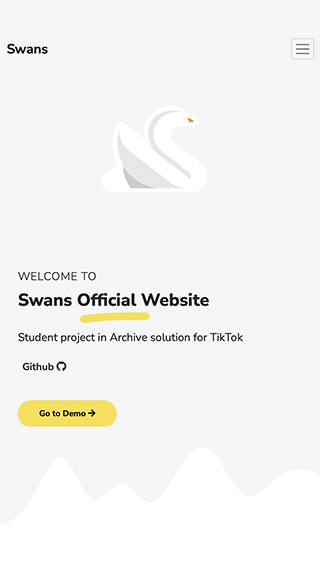 Swans
WELCOME TO
Swans Official Website
Student project in Archive solution for TikTok
Github
Go to Demo →